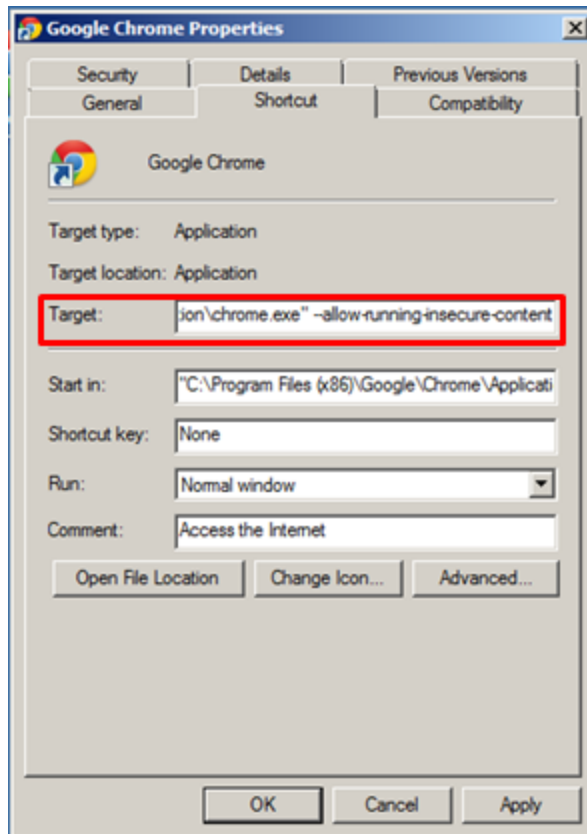 Google Chrome Properties
Security Details Previous Versions
General Shortcut Compatibility
Google Chrome
Target type: Application
Target location: Application
Target: :ion\chrome.exe" --allow-running-insecure-content
Start in: "C:\Program Files (x86)\Google\Chrome\Applicati
Shortcut key: None
Run: Normal window
Comment: Access the Internet
Open File Location Change Icon... Advanced...
OK Cancel Apply